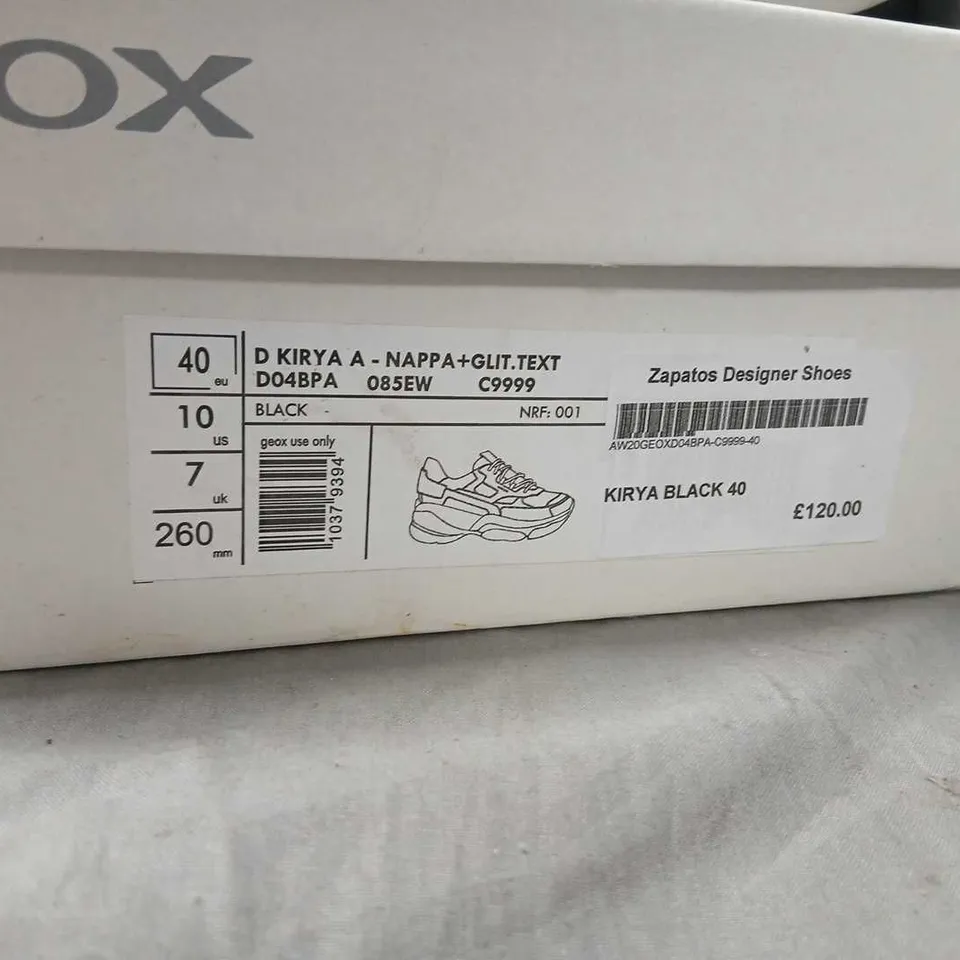 OX
40 eu
10 us
7 uk
260 mm
D KIRYA A - NAPPA+GLIT.TEXT
D04BPA 085EW C9999
BLACK - NRF: 001
geox use only
1037 9394
Zapatos Designer Shoes
AW20GEOXD04BPA-C9999-40
KIRYA BLACK 40
£120.00